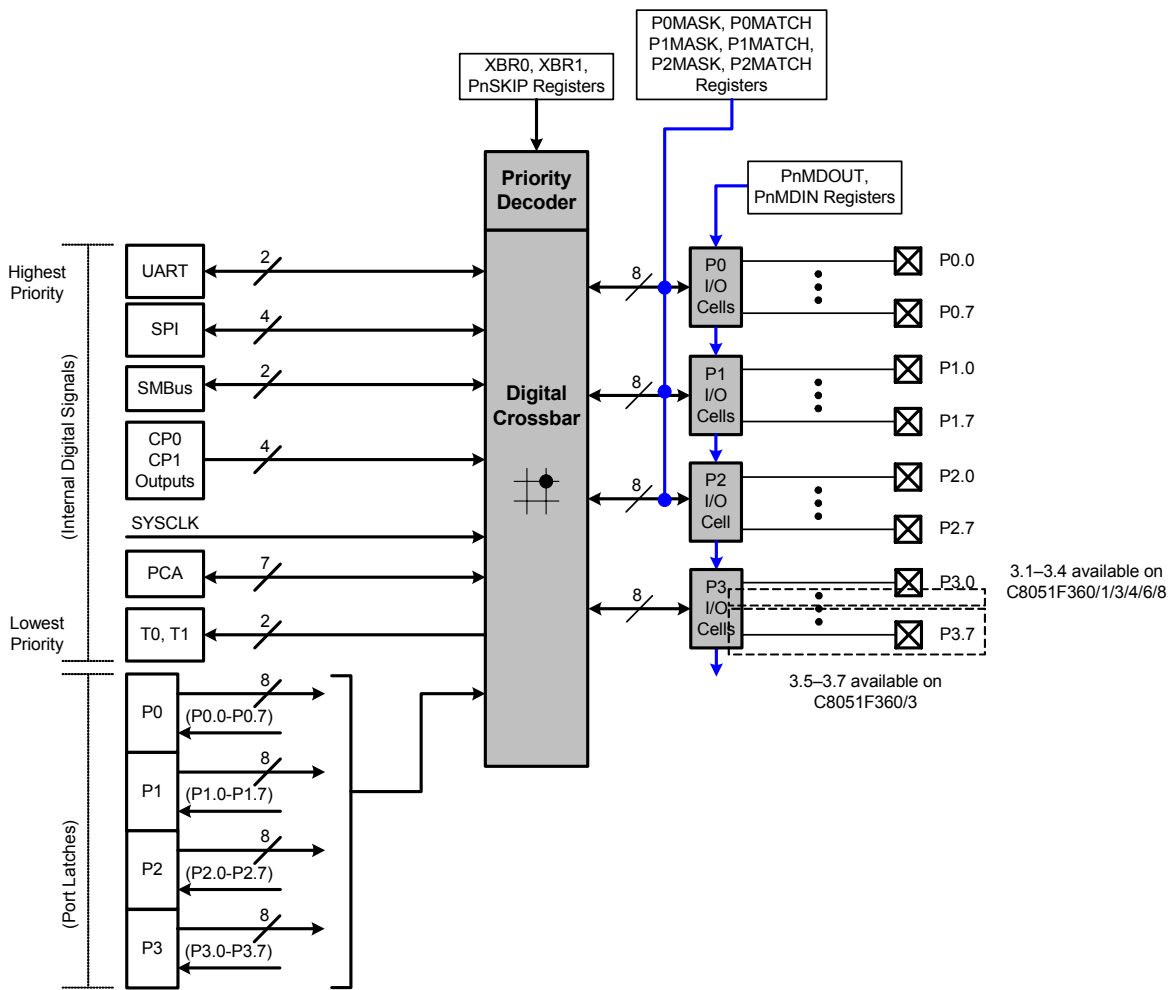 XBR0, XBR1,
PnSKIP Registers
P0MASK, P0MATCH
P1MASK, P1MATCH,
P2MASK, P2MATCH
Registers
PnMDOUT,
PnMDIN Registers
Priority
Decoder
Digital
Crossbar
Highest
Priority
(Internal Digital Signals)
Lowest
Priority
UART
2
SPI
4
SMBus
2
CP0
CP1
Outputs
4
SYSCLK
PCA
7
T0, T1
2
(Port Latches)
P0
8
(P0.0-P0.7)
P1
8
(P1.0-P1.7)
P2
8
(P2.0-P2.7)
P3
8
(P3.0-P3.7)
8
P0
I/O
Cells
P0.0
P0.7
8
P1
I/O
Cells
P1.0
P1.7
8
P2
I/O
Cell
P2.0
P2.7
8
P3
I/O
Cells
P3.0
P3.7
3.1–3.4 available on
C8051F360/1/3/4/6/8
3.5–3.7 available on
C8051F360/3